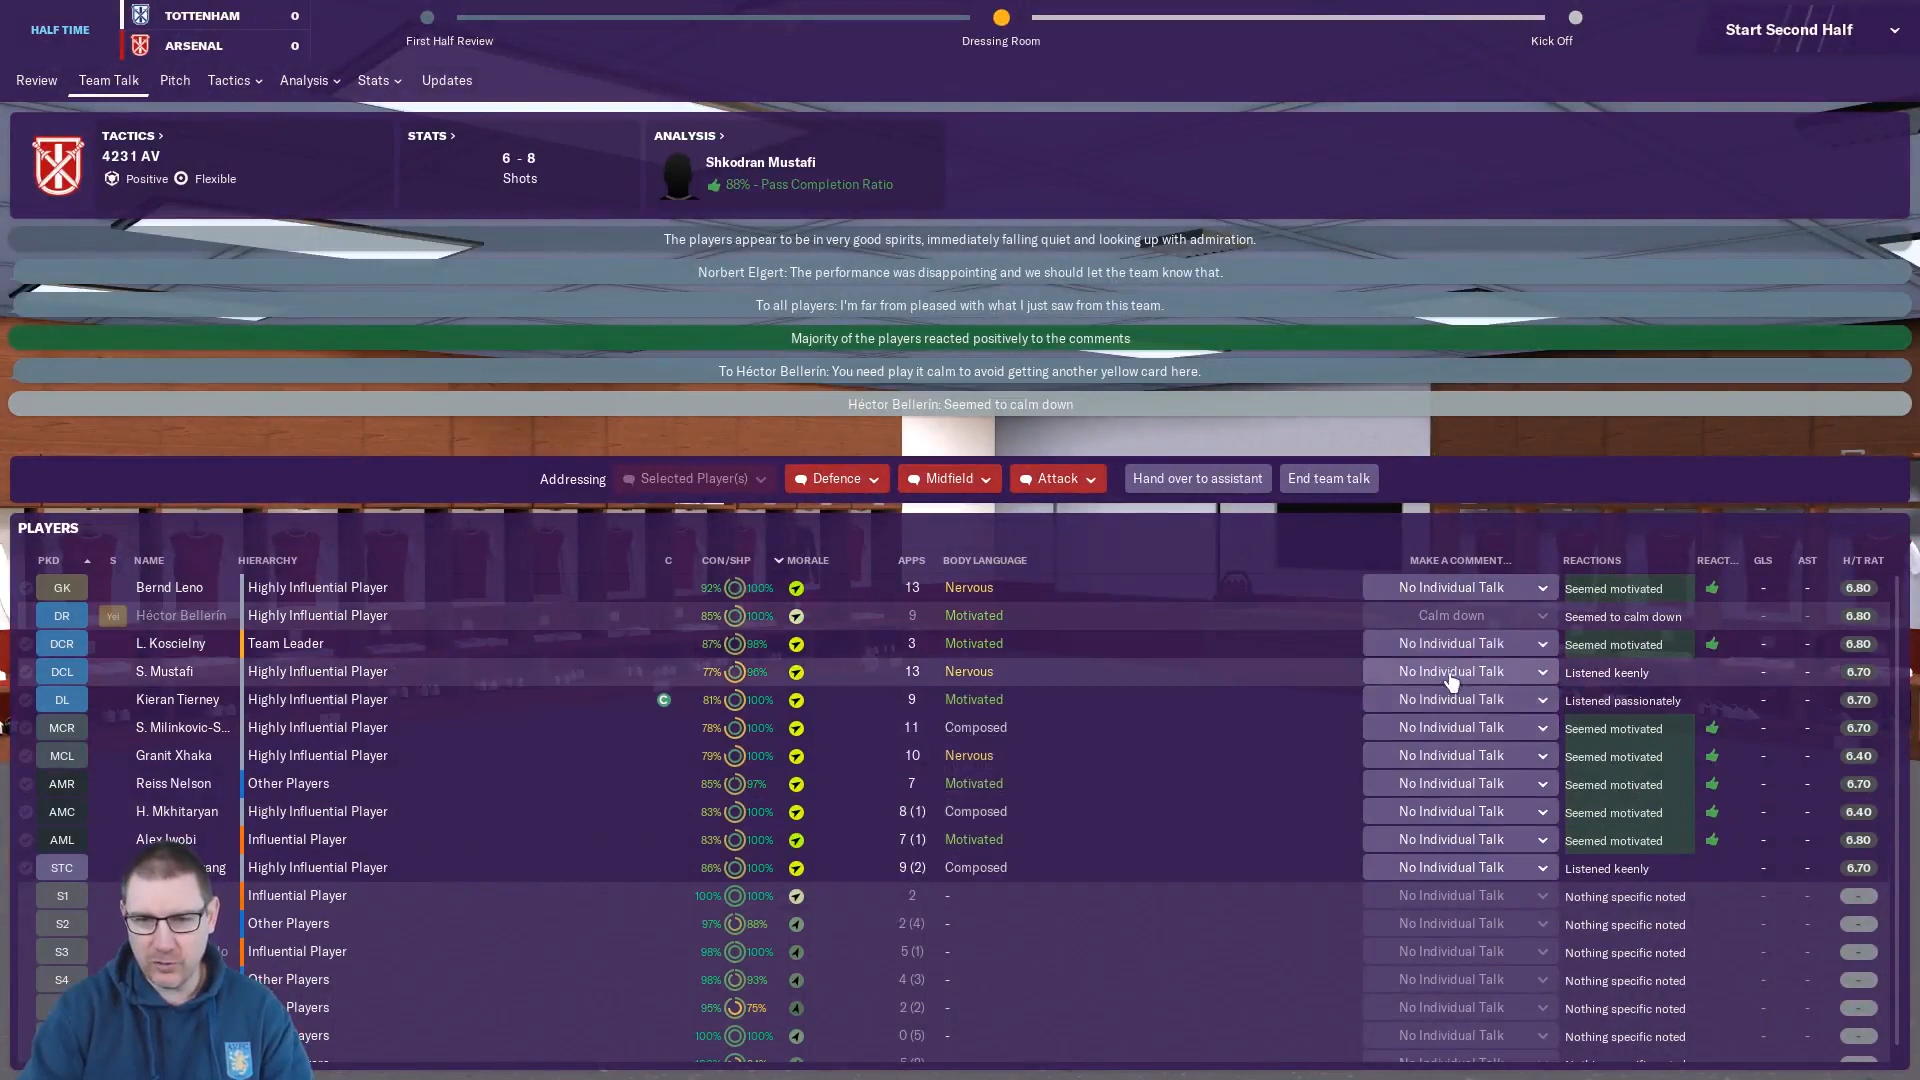 HALF TIME
TOTTENHAM 0
ARSENAL 0
First Half Review
Dressing Room
Kick Off
Start Second Half
Review Team Talk Pitch Tactics Analysis Stats Updates
TACTICS >
4231 AV
Positive Flexible
STATS >
6 - 8
Shots
ANALYSIS >
Shkodran Mustafi
88% - Pass Completion Ratio
The players appear to be in very good spirits, immediately falling quiet and looking up with admiration.
Norbert Elgert: The performance was disappointing and we should let the team know that.
To all players: I'm far from pleased with what I just saw from this team.
Majority of the players reacted positively to the comments
To Héctor Bellerín: You need play it calm to avoid getting another yellow card here.
Héctor Bellerín: Seemed to calm down
Addressing Selected Player(s) Defence Midfield Attack Hand over to assistant End team talk
PLAYERS
PKD S NAME HIERARCHY C CON/SHP MORALE APPS BODY LANGUAGE MAKE A COMMENT... REACTIONS REACT... GLS AST H/T RAT
GK Bernd Leno Highly Influential Player 92% 100% 13 Nervous No Individual Talk Seemed motivated - - 6.80
DR Yel Héctor Bellerín Highly Influential Player 85% 100% 9 Motivated Calm down Seemed to calm down - - 6.80
DCR L. Koscielny Team Leader 87% 98% 3 Motivated No Individual Talk Seemed motivated - - 6.80
DCL S. Mustafi Highly Influential Player 77% 96% 13 Nervous No Individual Talk Listened keenly - - 6.70
DL Kieran Tierney Highly Influential Player C 81% 100% 9 Motivated No Individual Talk Listened passionately - - 6.70
MCR S. Milinkovic-S... Highly Influential Player 78% 100% 11 Composed No Individual Talk Seemed motivated - - 6.70
MCL Granit Xhaka Highly Influential Player 79% 100% 10 Nervous No Individual Talk Seemed motivated - - 6.40
AMR Reiss Nelson Other Players 85% 97% 7 Motivated No Individual Talk Seemed motivated - - 6.70
AMC H. Mkhitaryan Highly Influential Player 83% 100% 8 (1) Composed No Individual Talk Seemed motivated - - 6.40
AML Alex Iwobi Influential Player 83% 100% 7 (1) Motivated No Individual Talk Seemed motivated - - 6.80
STC ang Highly Influential Player 86% 100% 9 (2) Composed No Individual Talk Listened keenly - - 6.70
S1 Influential Player 100% 100% 2 - No Individual Talk Nothing specific noted - - -
S2 Other Players 97% 88% 2 (4) - No Individual Talk Nothing specific noted - - -
S3 o Influential Player 98% 100% 5 (1) - No Individual Talk Nothing specific noted - - -
S4 Other Players 98% 93% 4 (3) - No Individual Talk Nothing specific noted - - -
Players 95% 75% 2 (2) - No Individual Talk Nothing specific noted - - -
ayers 100% 100% 0 (5) - No Individual Talk Nothing specific noted - - -